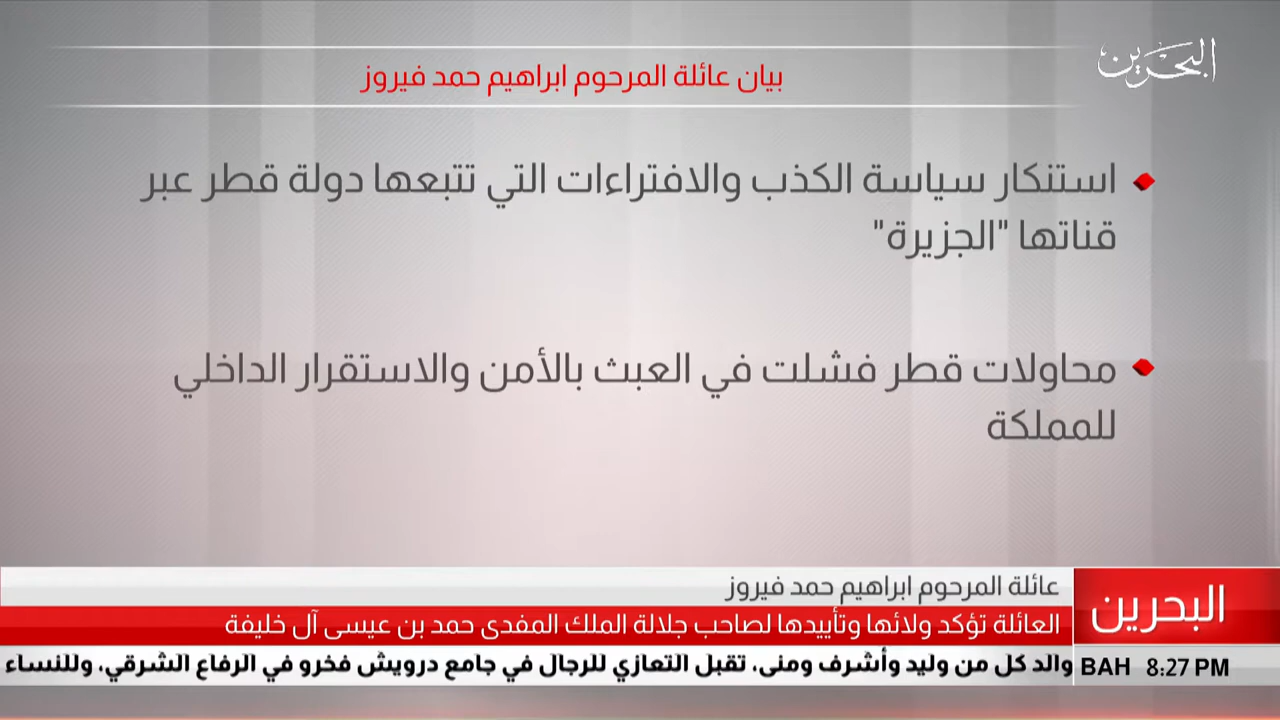 البحرين
بيان عائلة المرحوم ابراهيم حمد فيروز
استنكار سياسة الكذب والافتراءات التي تتبعها دولة قطر عبر
قناتها "الجزيرة"
محاولات قطر فشلت في العبث بالأمن والاستقرار الداخلي
للمملكة
البحرين
عائلة المرحوم ابراهيم حمد فيروز
العائلة تؤكد ولائها وتأييدها لصاحب جلالة الملك المفدى حمد بن عيسى آل خليفة
BAH 8:27 PM
والد كل من وليد وأشرف ومنى، تقبل التعازي للرجال في جامع درويش فخرو في الرفاع الشرقي، وللنساء